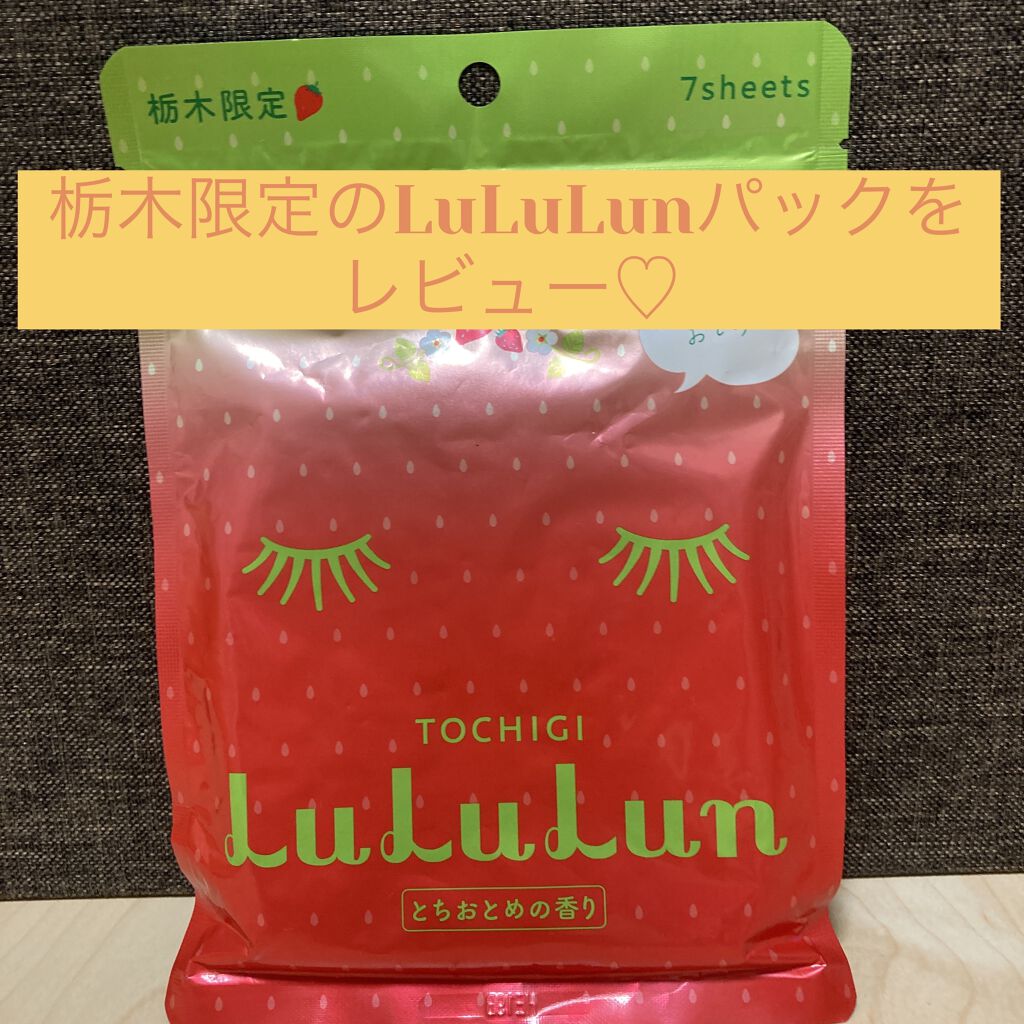 栃木限定
7sheets
栃木限定のLuLuLunパックを
レビュー♡
TOCHIGI
LuLuLun
とちおとめの香り